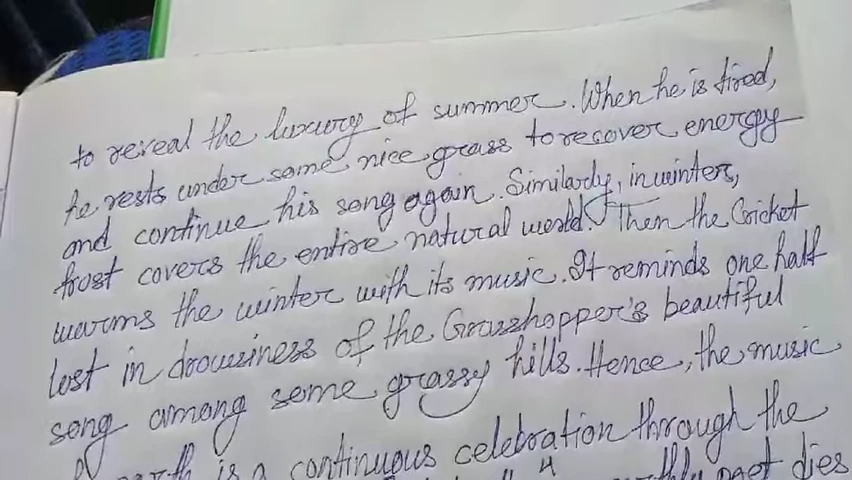 to reveal the luxury of summer. When he is tired,
he rests under some nice grass to recover energy
and continue his song again. Similarly, in winter,
frost covers the entire natural world. Then the Cricket
warms the winter with its music. It reminds one half
lost in drowsiness of the Grasshopper's beautiful
song among some grassy hills. Hence, the music
is a continuous celebration through the
dies